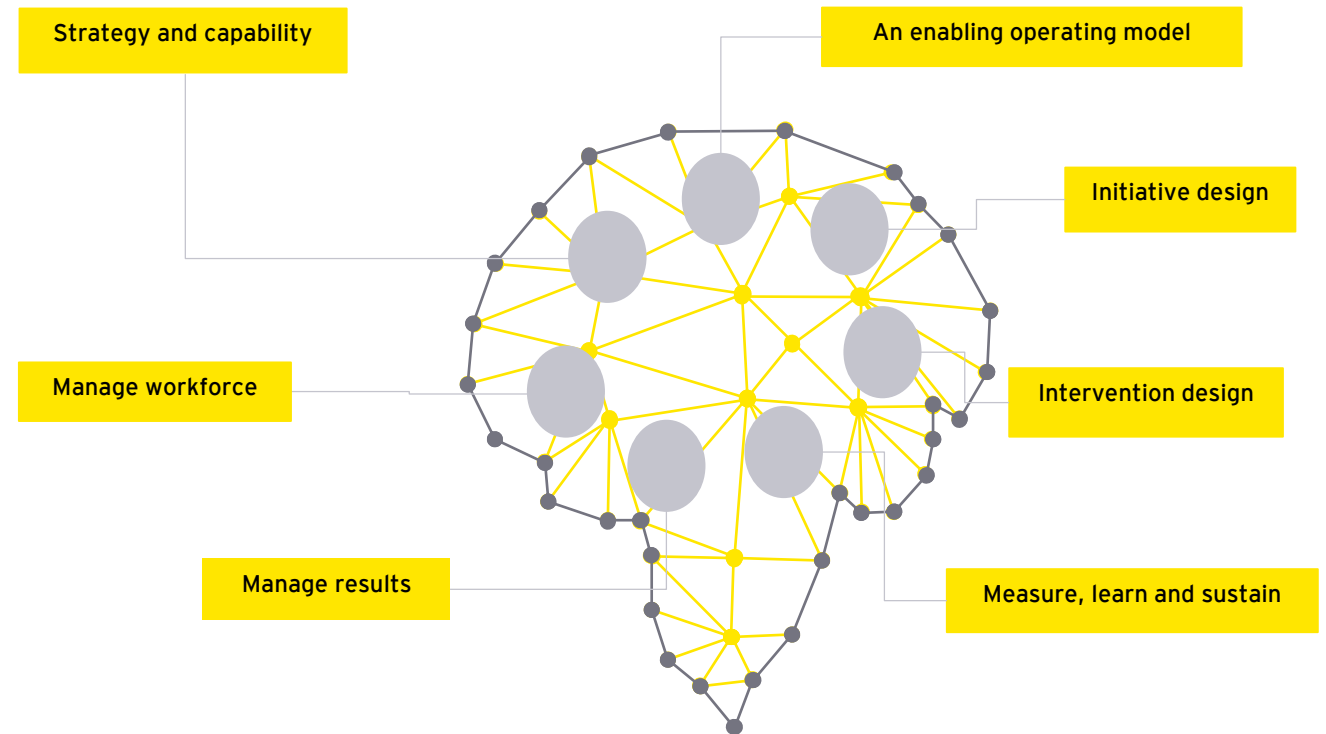 Strategy and capability
An enabling operating model
Initiative design
Manage workforce
Intervention design
Manage results
Measure, learn and sustain